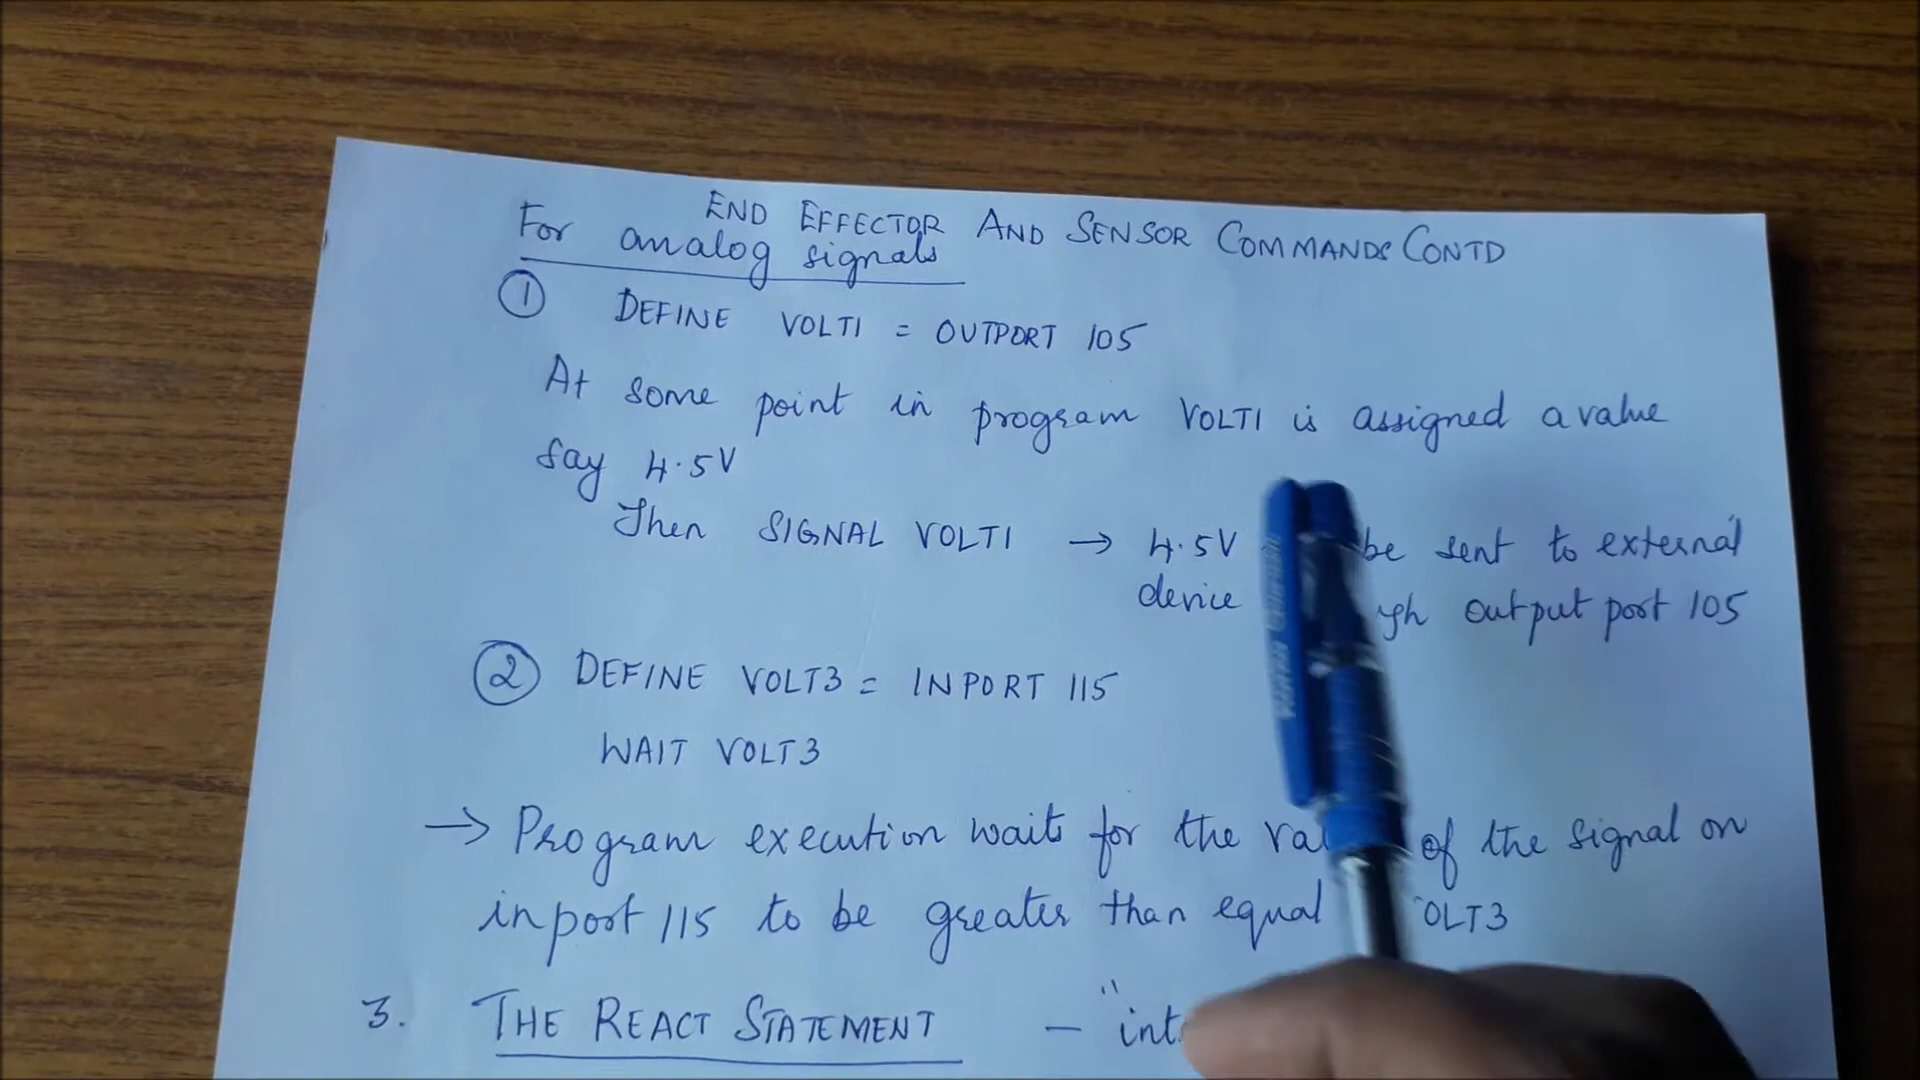 END EFFECTOR AND SENSOR COMMANDS CONTD
For analog signals
① DEFINE VOLT1 = OUTPORT 105
At some point in program VOLT1 is assigned a value
say 4.5V
Then SIGNAL VOLT1 → 4.5V be sent to external
device output port 105
② DEFINE VOLT3 = INPORT 115
WAIT VOLT3
→ Program execution waits for the of the signal on
inport 115 to be greater than equal OLT3
3. THE REACT STATEMENT - "